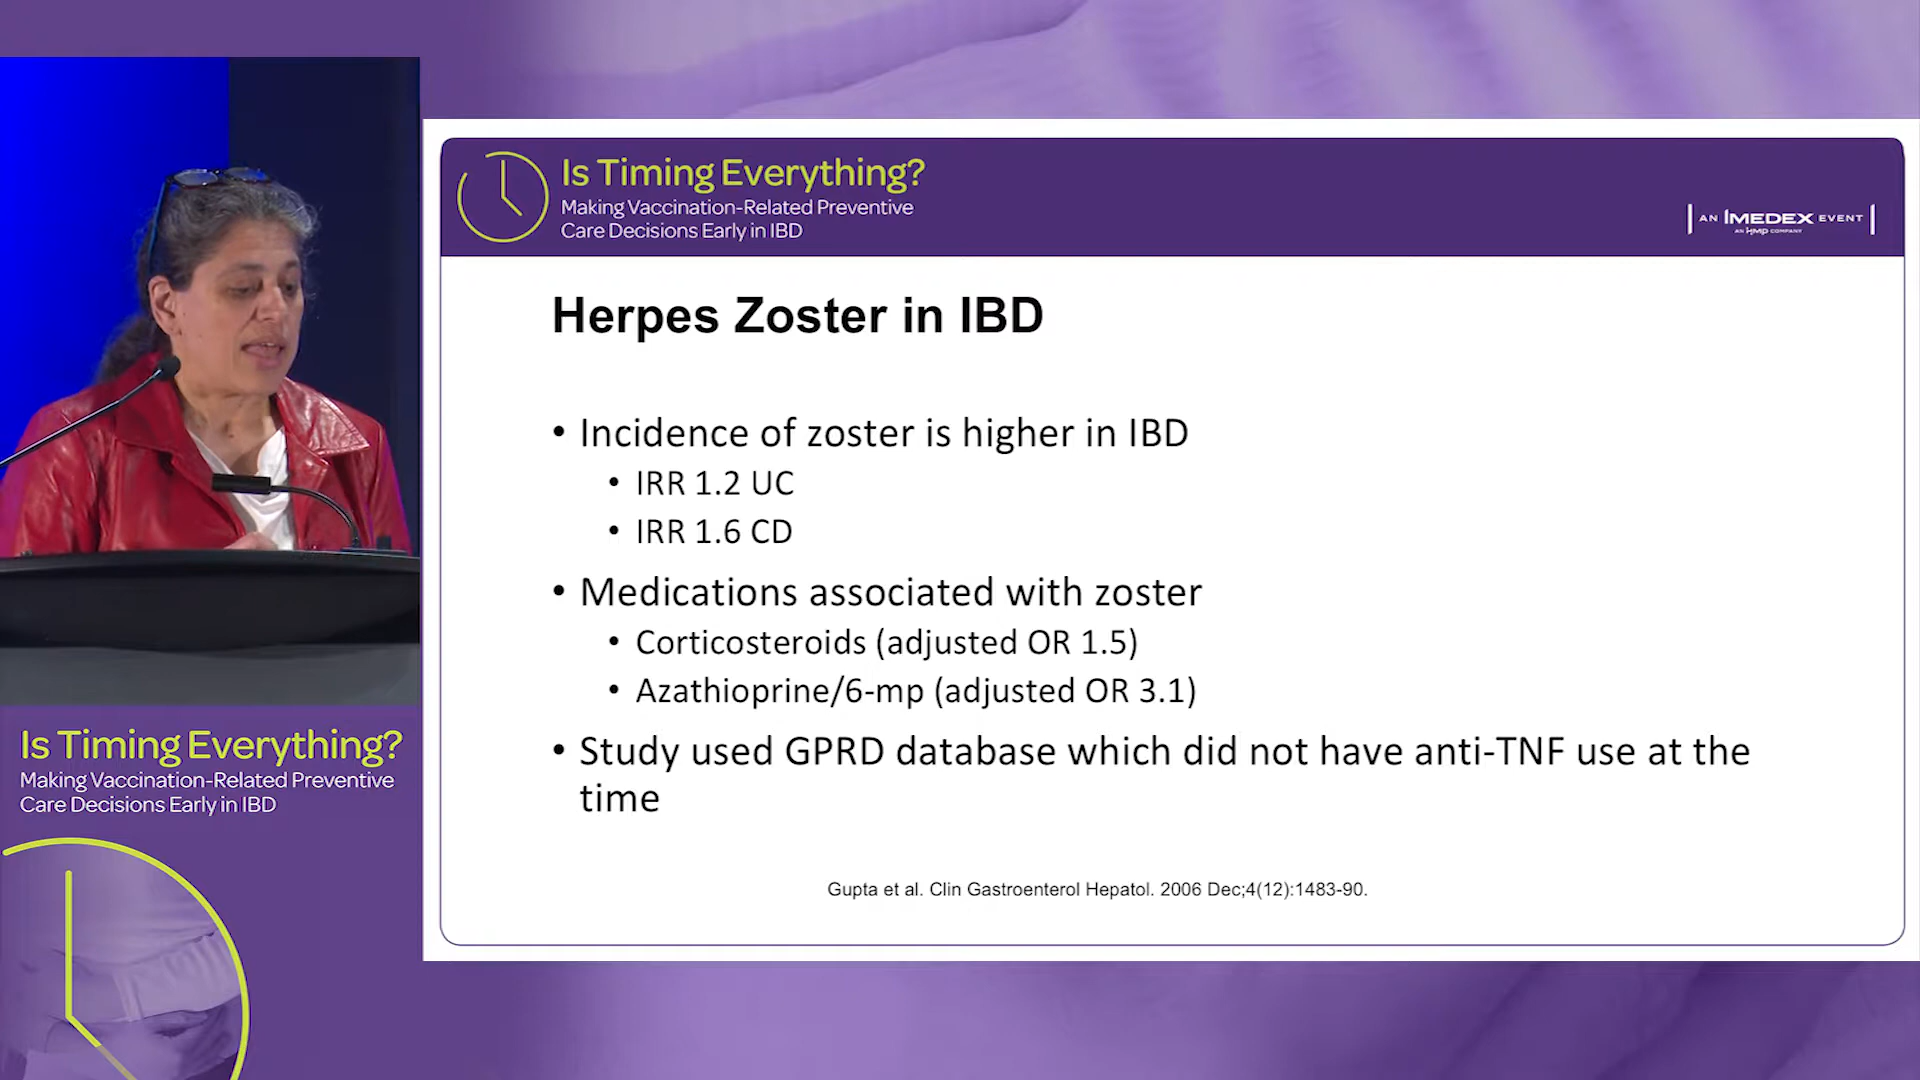 Is Timing Everything?
Making Vaccination-Related Preventive
Care Decisions Early in IBD
AN IMEDEX EVENT
AN HMP COMPANY
Herpes Zoster in IBD
• Incidence of zoster is higher in IBD
• IRR 1.2 UC
• IRR 1.6 CD
• Medications associated with zoster
• Corticosteroids (adjusted OR 1.5)
• Azathioprine/6-mp (adjusted OR 3.1)
• Study used GPRD database which did not have anti-TNF use at the
time
Gupta et al. Clin Gastroenterol Hepatol. 2006 Dec;4(12):1483-90.
Is Timing Everything?
Making Vaccination-Related Preventive
Care Decisions Early in IBD